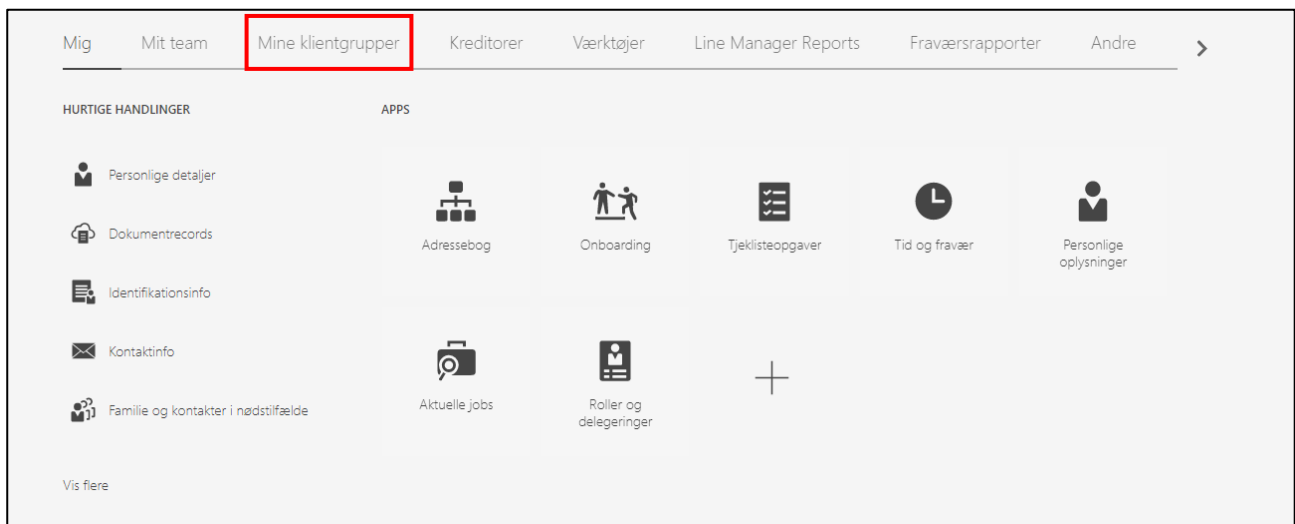 Mig Mit team Mine klientgrupper Kreditorer Værktøjer Line Manager Reports Fraværsrapporter Andre
HURTIGE HANDLINGER
Personlige detaljer
Dokumentrecords
Identifikationsinfo
Kontaktinfo
Familie og kontakter i nødstilfælde
Vis flere
APPS
Adressebog
Onboarding
Tjeklisteopgaver
Tid og fravær
Personlige
oplysninger
Aktuelle jobs
Roller og
delegeringer